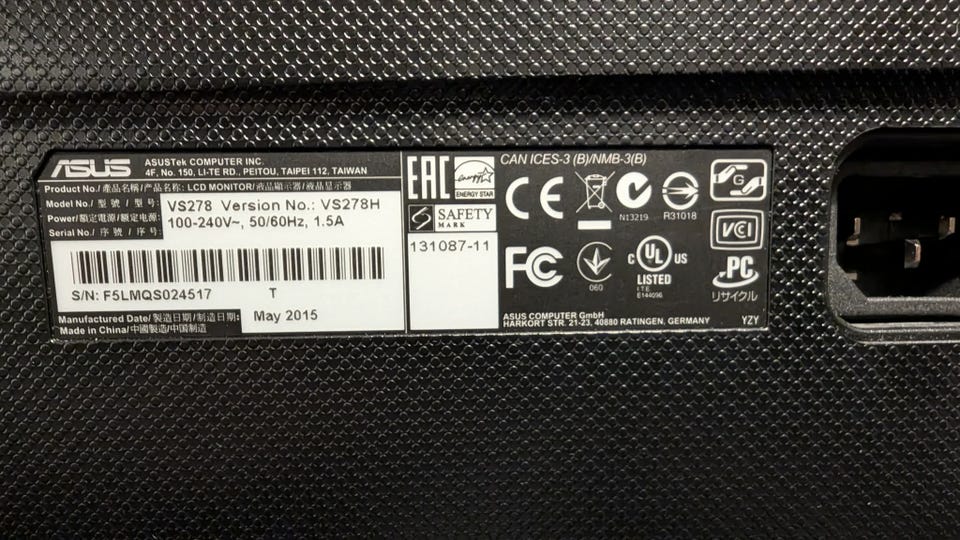 ASUS
ASUSTek COMPUTER INC.
4F, No. 150, LI-TE RD., PEITOU, TAIPEI 112, TAIWAN
Product No./產品名稱/产品名称: LCD MONITOR/液晶顯示器/液晶显示器
Model No./型 號/型 号: VS278 Version No.: VS278H
Power/額定電源/额定电源: 100-240V~, 50/60Hz, 1.5A
Serial No./序 號/序 号:
S/N: F5LMQS024517 T
Manufactured Date/製造日期/制造日期: May 2015
Made in China/中國製造/中国制造
EAC
energy
ENERGY STAR
SAFETY
MARK
131087-11
CAN ICES-3 (B)/NMB-3(B)
CE
N13219
R31018
G
FC
060
C UL US
LISTED
ITE
E144096
VCCI
PC
リサイクル
ASUS COMPUTER GmbH
HARKORT STR. 21-23, 40880 RATINGEN, GERMANY
YZY